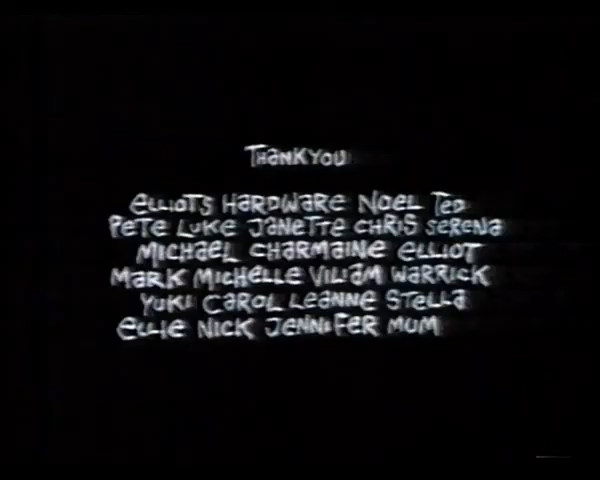 THANKYOU
ELLIOTS HARDWARE NOEL TED
PETE LUKE JANETTE CHRIS SERENA
MICHAEL CHARMAINE ELLIOT
MARK MICHELLE VILIAM WARRICK
YUKI CAROL LEANNE STELLA
ELLIE NICK JENNIFER MUM